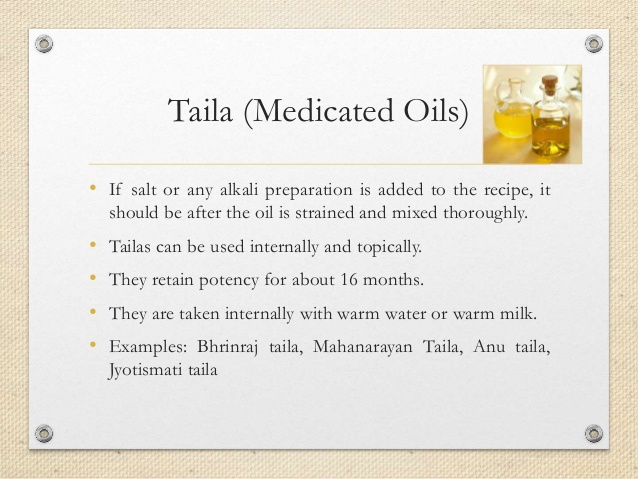 Taila (Medicated Oils)
• If salt or any alkali preparation is added to the recipe, it
should be after the oil is strained and mixed thoroughly.
• Tailas can be used internally and topically.
• They retain potency for about 16 months.
• They are taken internally with warm water or warm milk.
• Examples: Bhrinraj taila, Mahanarayan Taila, Anu taila,
Jyotismati taila